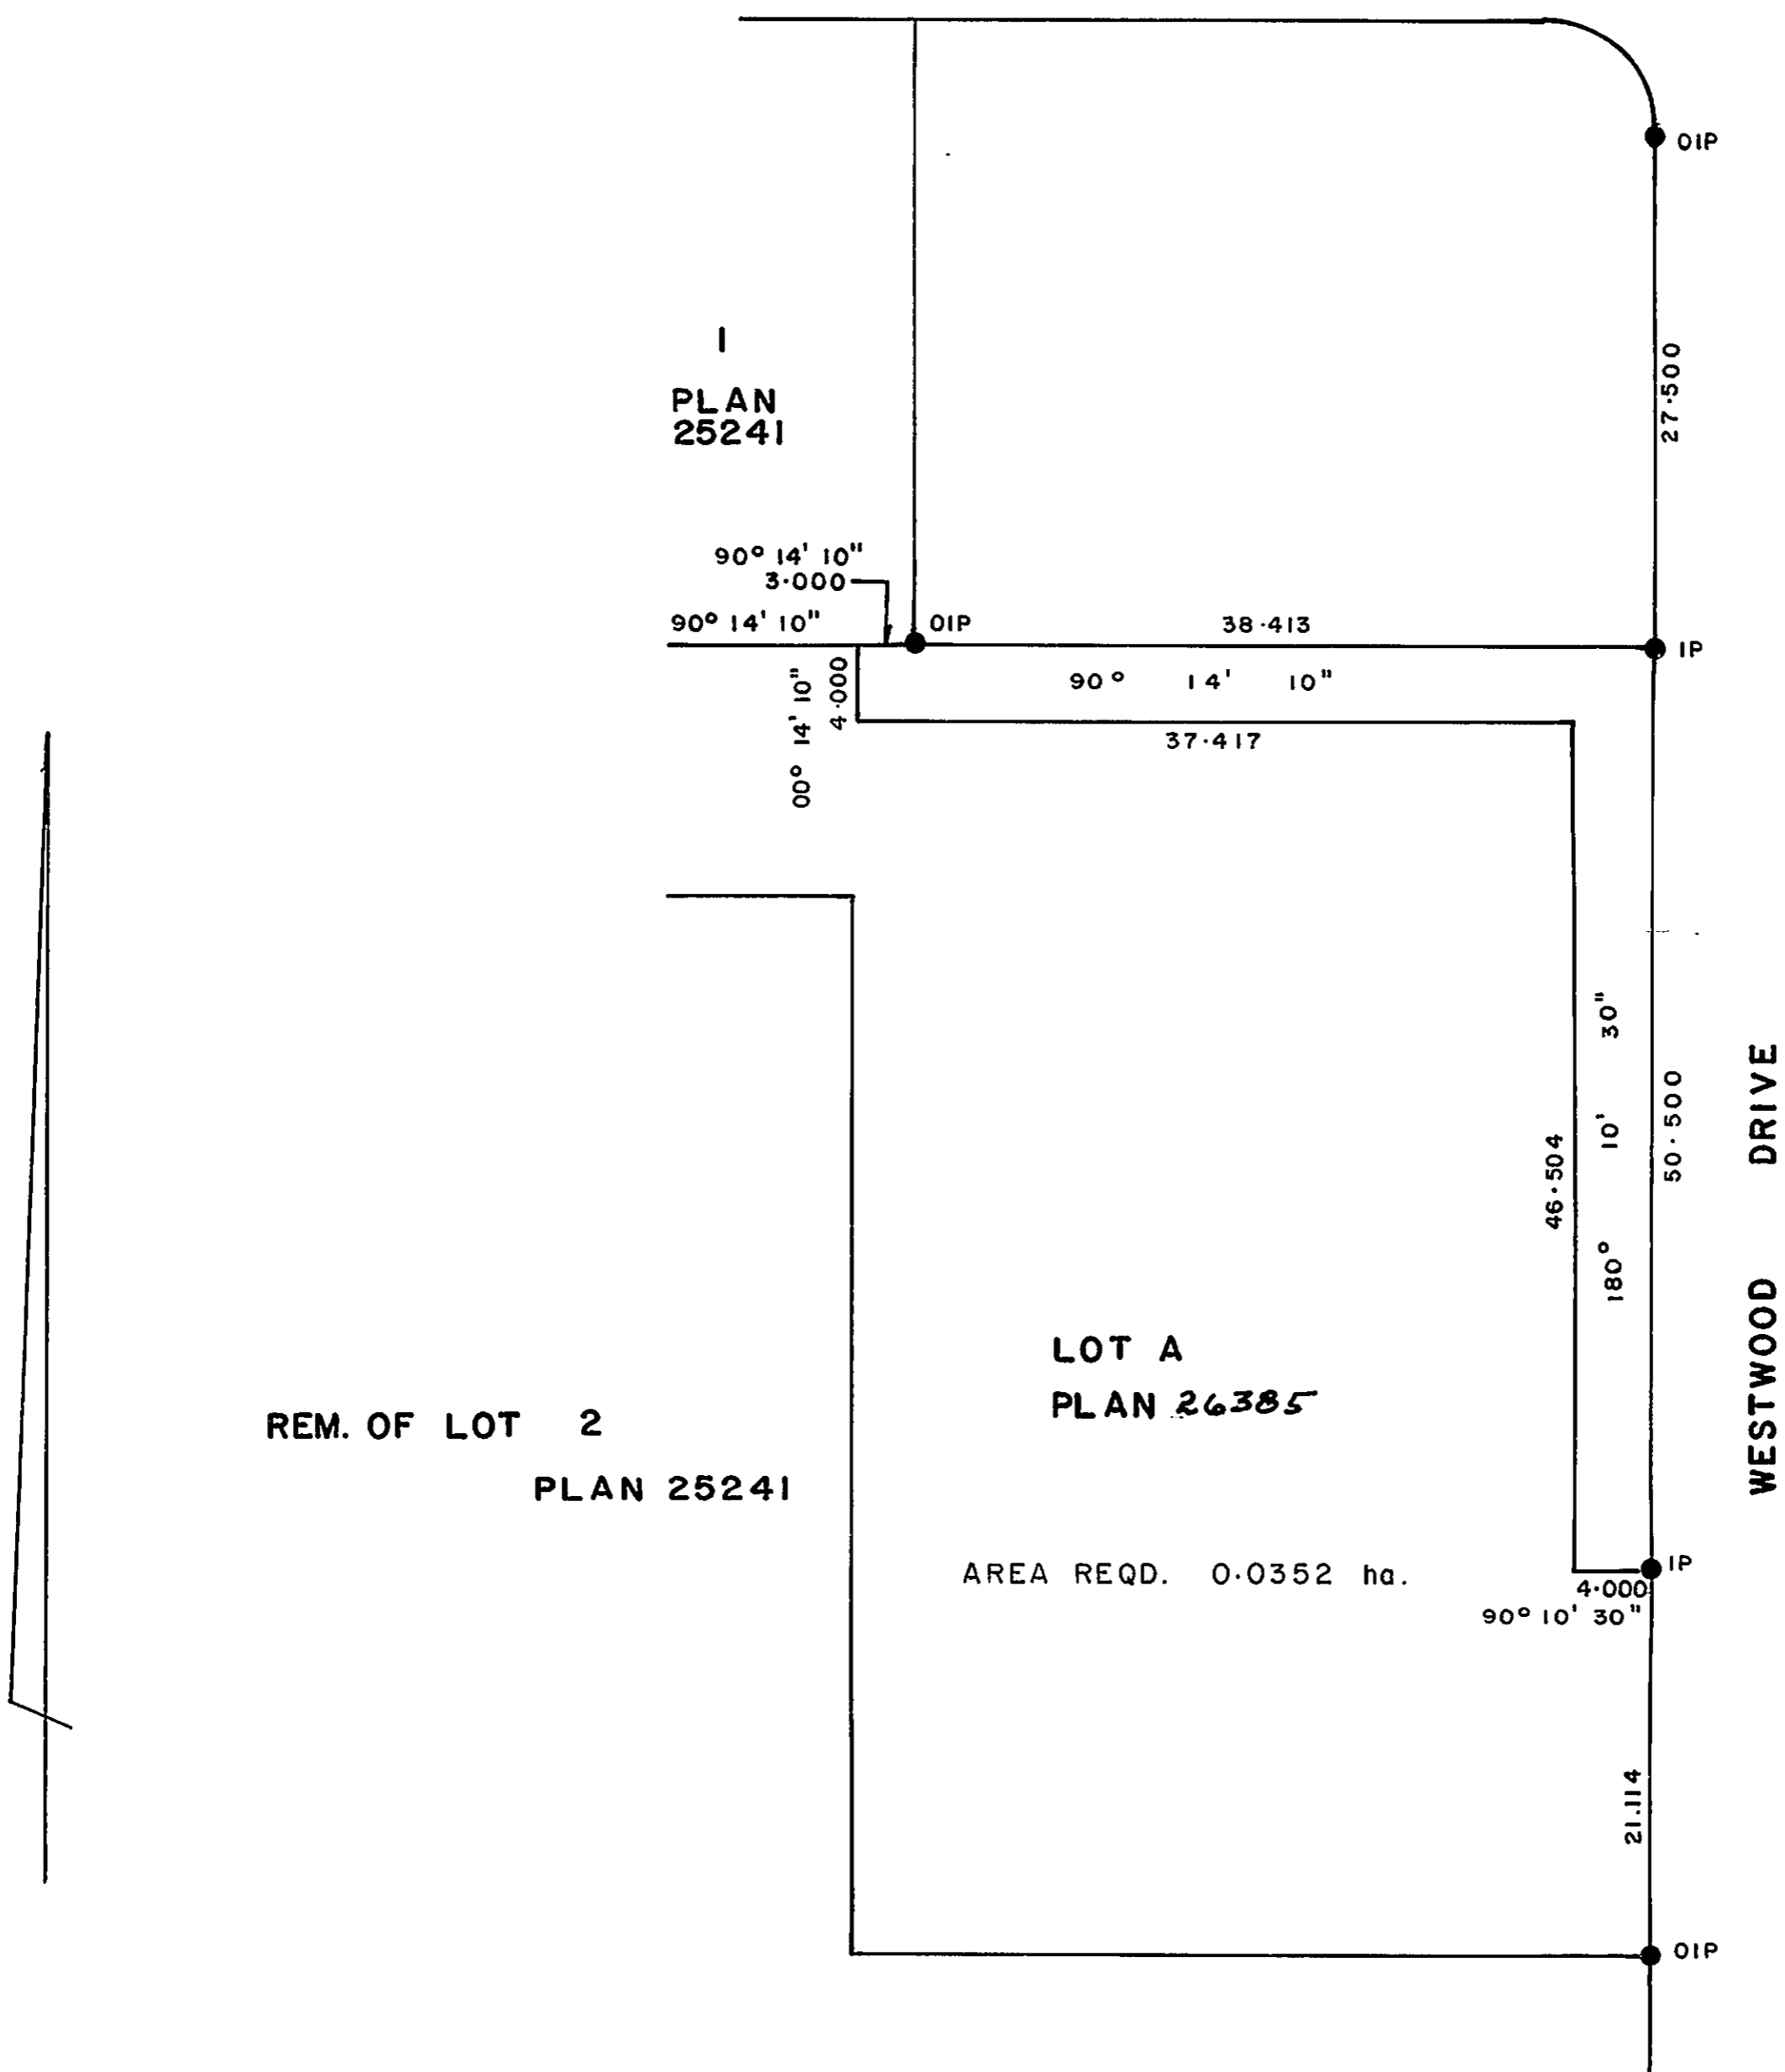 OIP
27.500
1
PLAN
25241
90° 14' 10"
3.000
90° 14' 10"
OIP
38.413
IP
90° 14' 10"
00° 14' 10"
4.000
37.417
180° 10' 30"
46.504
50.500
WESTWOOD DRIVE
LOT A
PLAN 26385
REM. OF LOT 2
PLAN 25241
AREA REQD. 0.0352 ha.
IP
4.000
90° 10' 30"
21.114
OIP